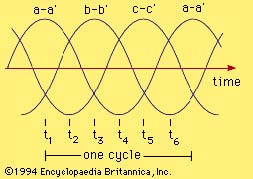 a-a' b-b' c-c' a-a'
time
t1 t2 t3 t4 t5 t6
one cycle
©1994 Encyclopaedia Britannica, Inc.